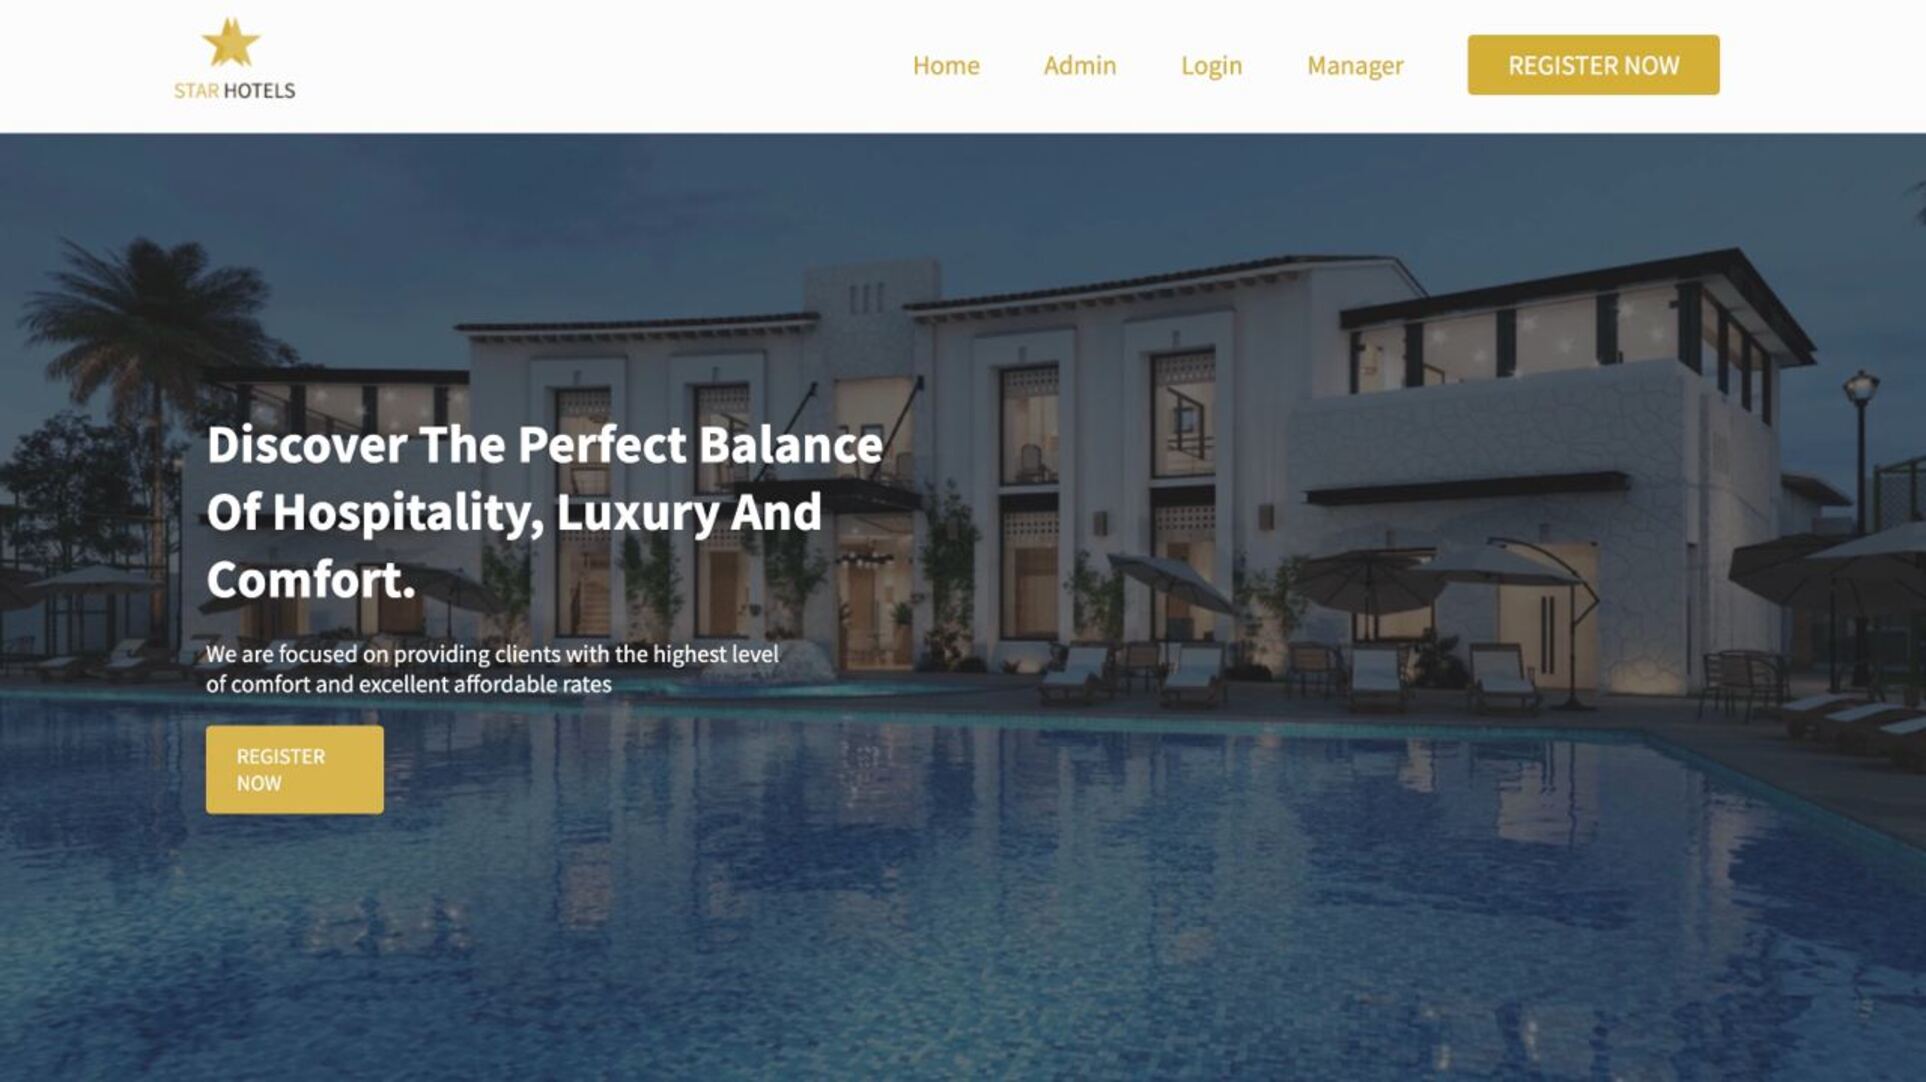 STAR HOTELS
Home
Admin
Login
Manager
REGISTER NOW
Discover The Perfect Balance
Of Hospitality, Luxury And
Comfort.
We are focused on providing clients with the highest level
of comfort and excellent affordable rates
REGISTER
NOW